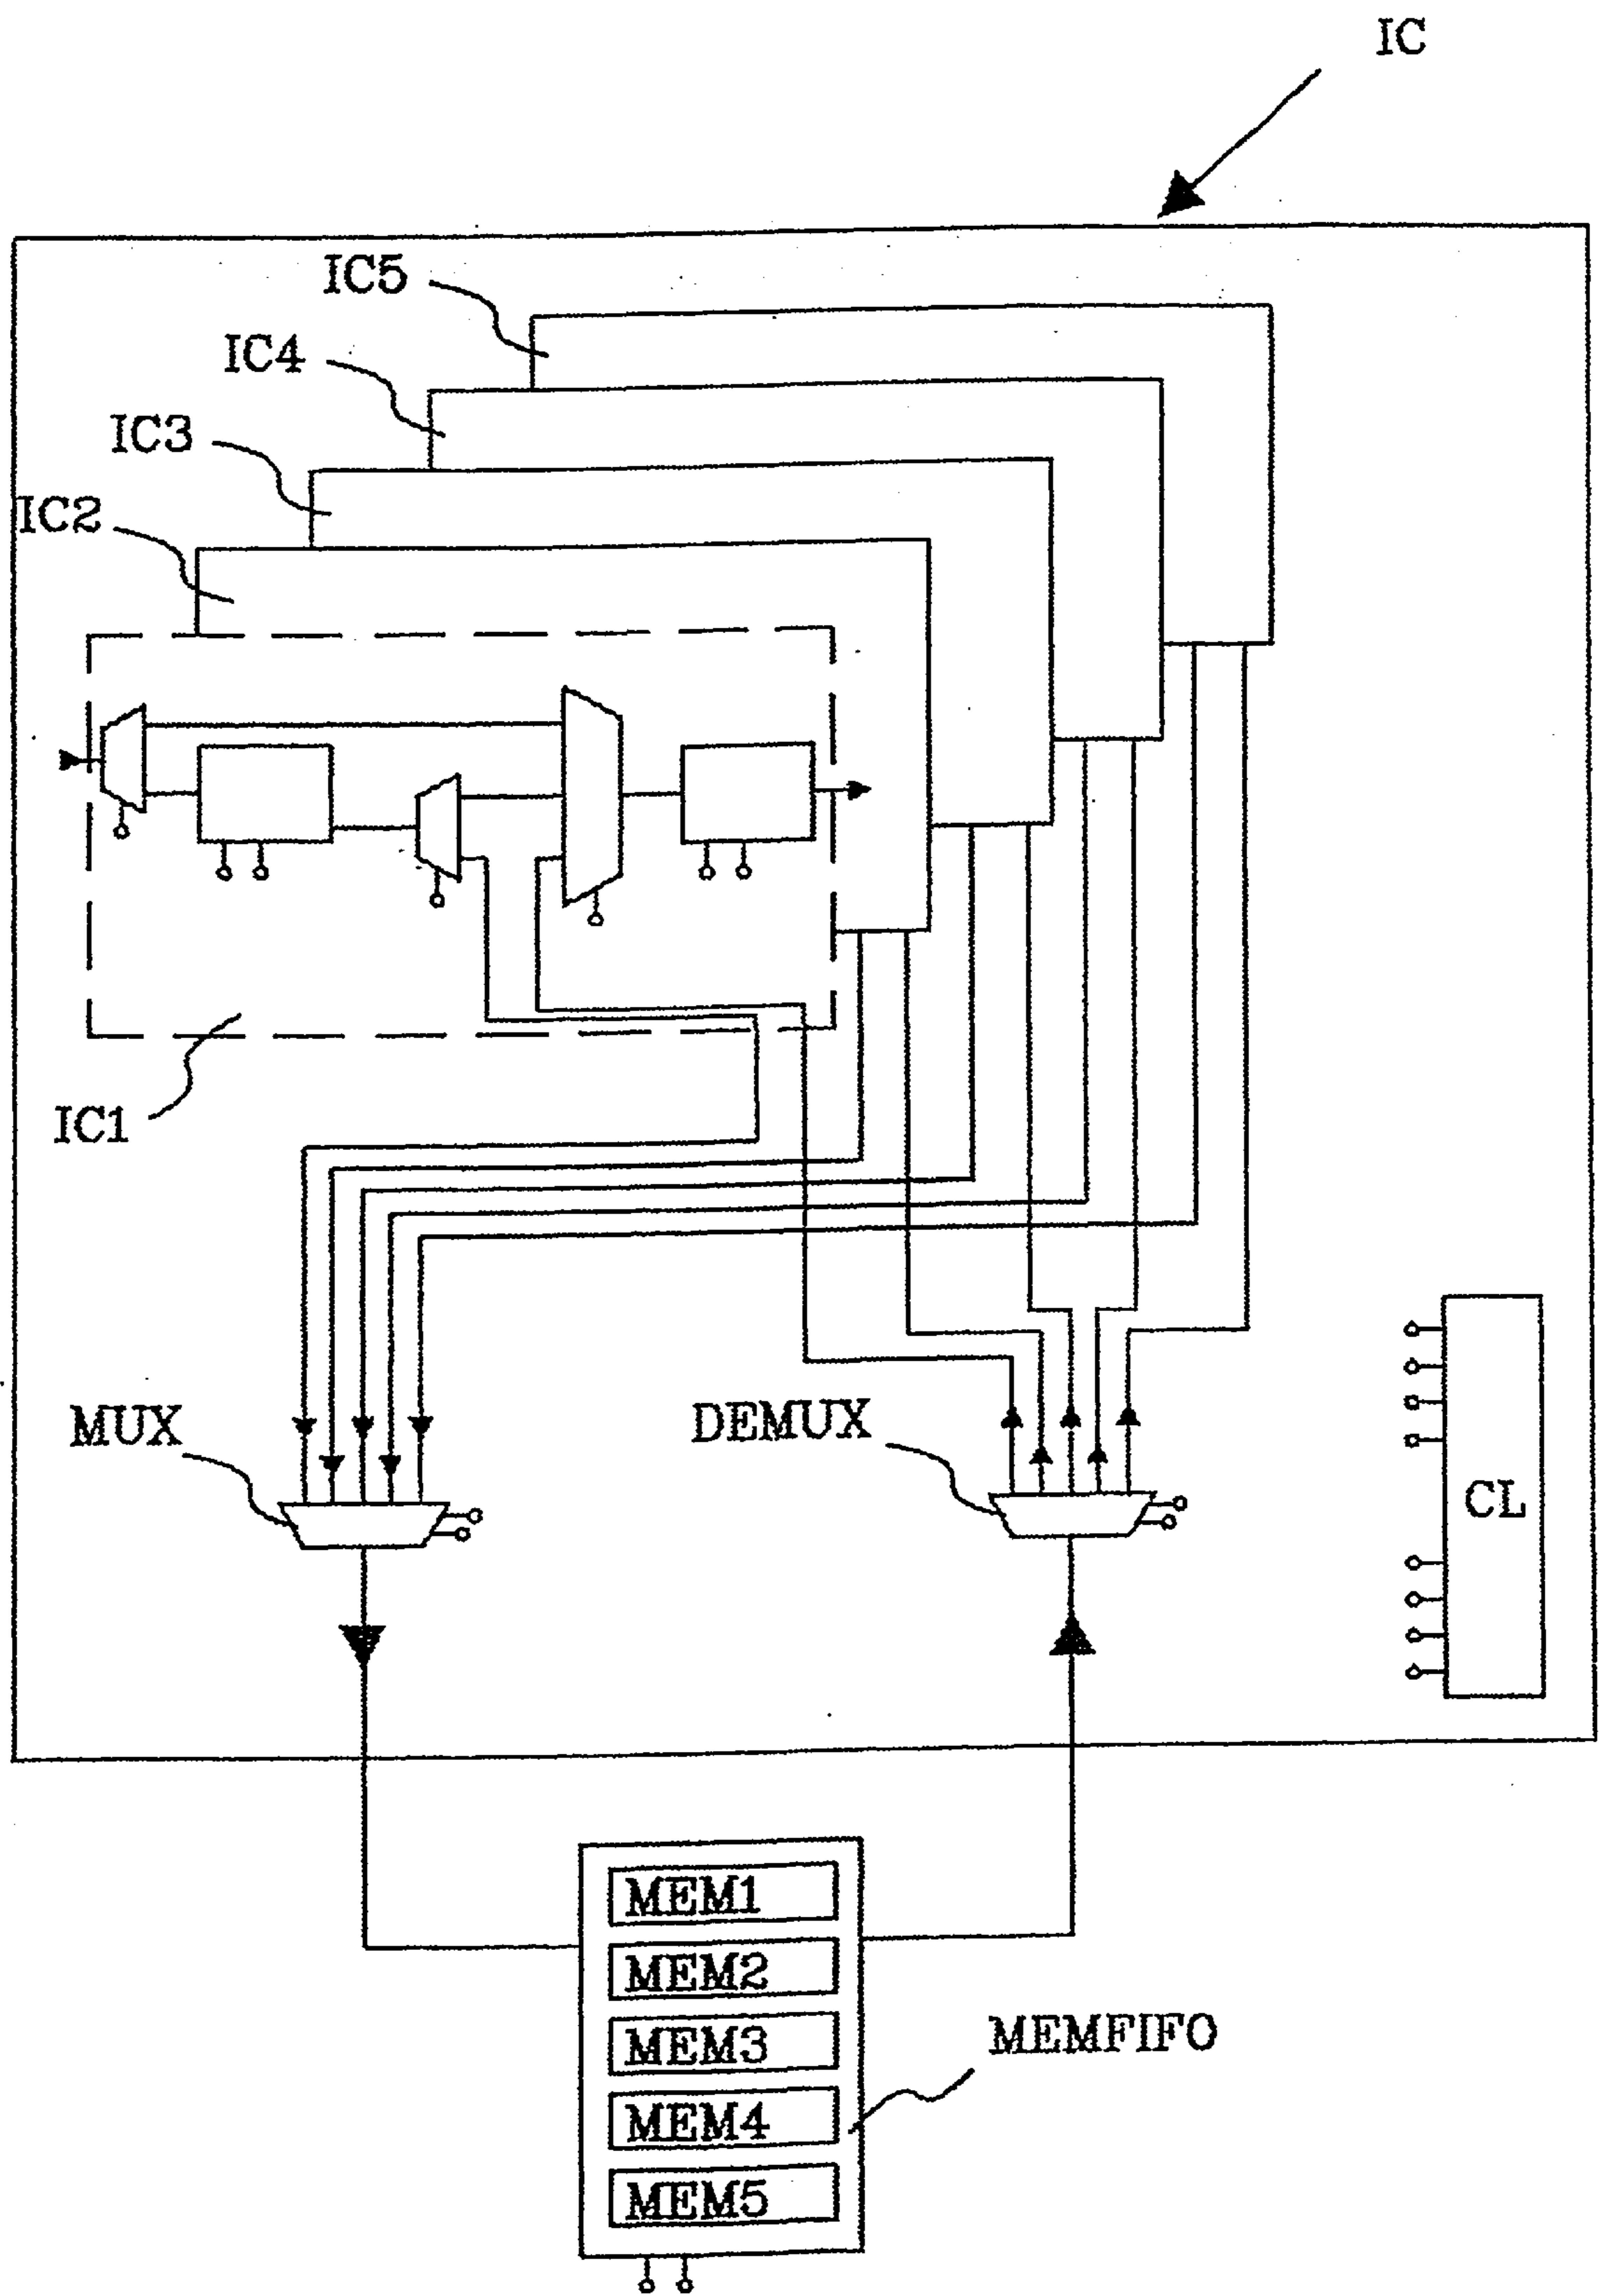 IC
IC5
IC4
IC3
IC2
IC1
MUX
DEMUX
CL
MEM1
MEM2
MEM3
MEM4
MEM5
MEMFIFO